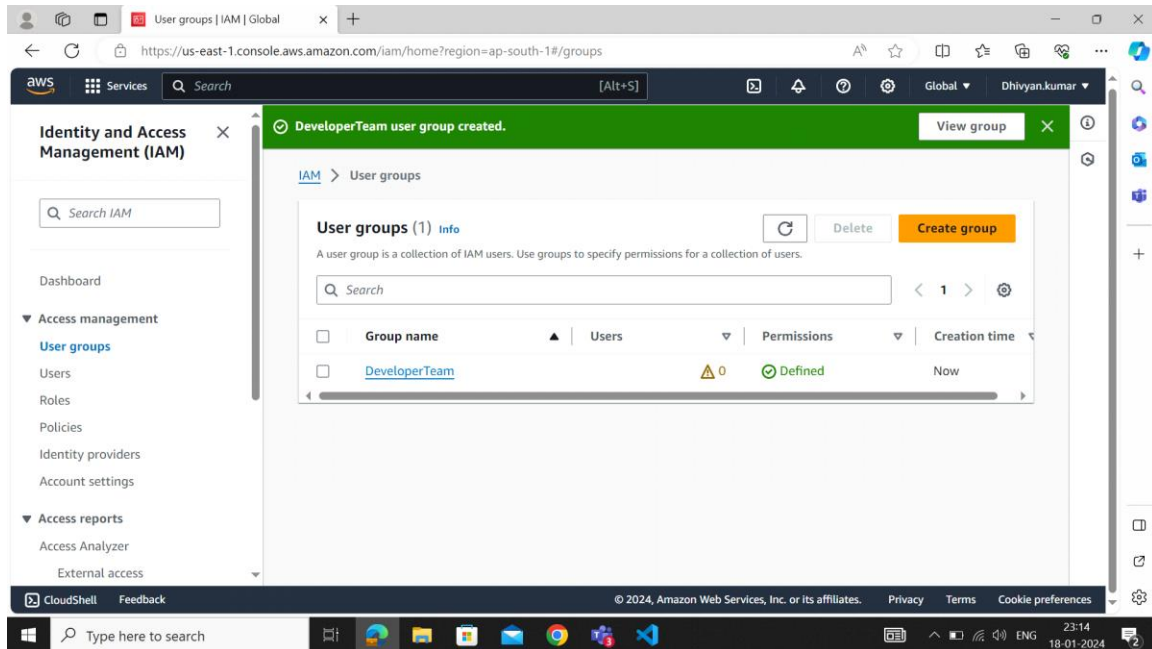 User groups | IAM | Global
https://us-east-1.console.aws.amazon.com/iam/home?region=ap-south-1#/groups
aws
Services
Search
[Alt+S]
Global
Dhivyan.kumar
Identity and Access
Management (IAM)
Search IAM
Dashboard
Access management
User groups
Users
Roles
Policies
Identity providers
Account settings
Access reports
Access Analyzer
External access
DeveloperTeam user group created.
View group
IAM > User groups
User groups (1) Info
Delete
Create group
A user group is a collection of IAM users. Use groups to specify permissions for a collection of users.
Search
1
Group name
Users
Permissions
Creation time
DeveloperTeam
0
Defined
Now
CloudShell
Feedback
© 2024, Amazon Web Services, Inc. or its affiliates.
Privacy
Terms
Cookie preferences
Type here to search
ENG
23:14
18-01-2024